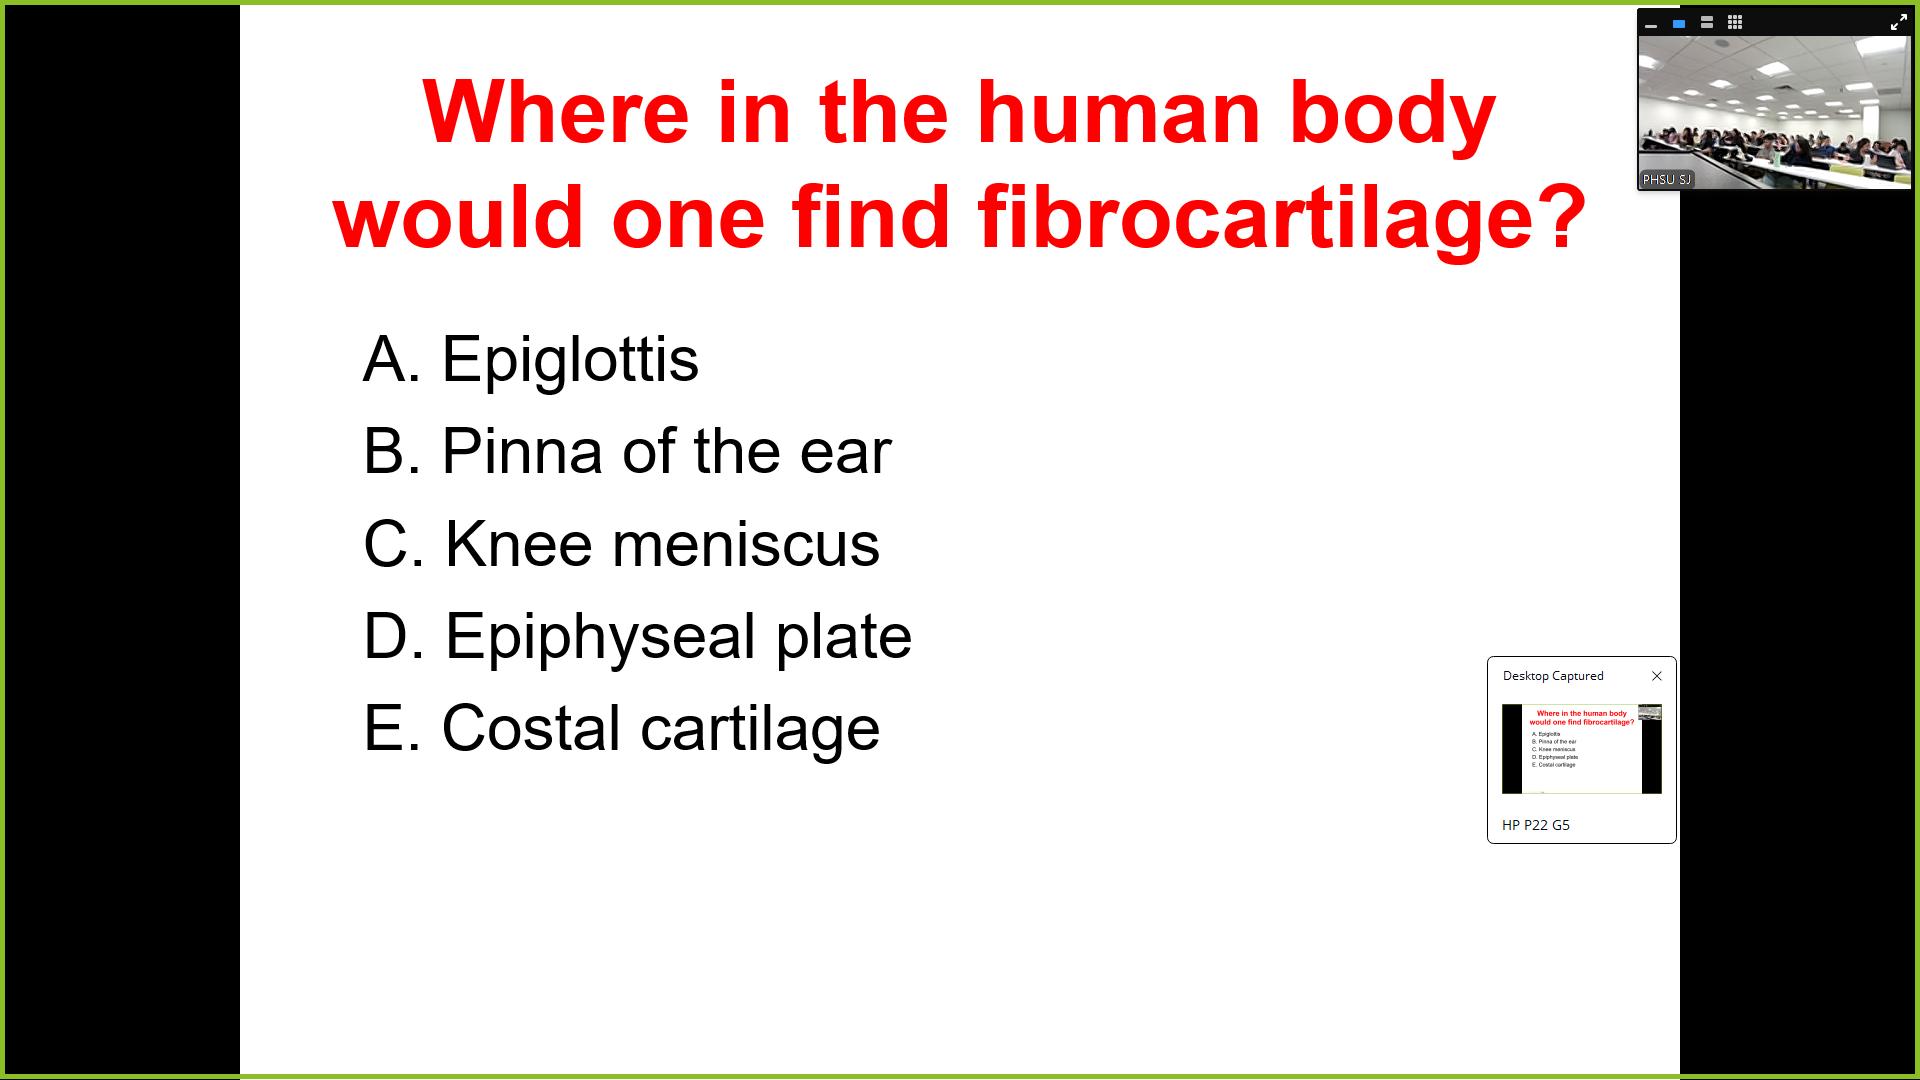 Where in the human body
would one find fibrocartilage?
A. Epiglottis
B. Pinna of the ear
C. Knee meniscus
D. Epiphyseal plate
E. Costal cartilage
PHSU SJ
Desktop Captured
Where in the human body
would one find fibrocartilage?
A. Epiglottis
B. Pinna of the ear
C. Knee meniscus
D. Epiphyseal plate
E. Costal cartilage
HP P22 G5